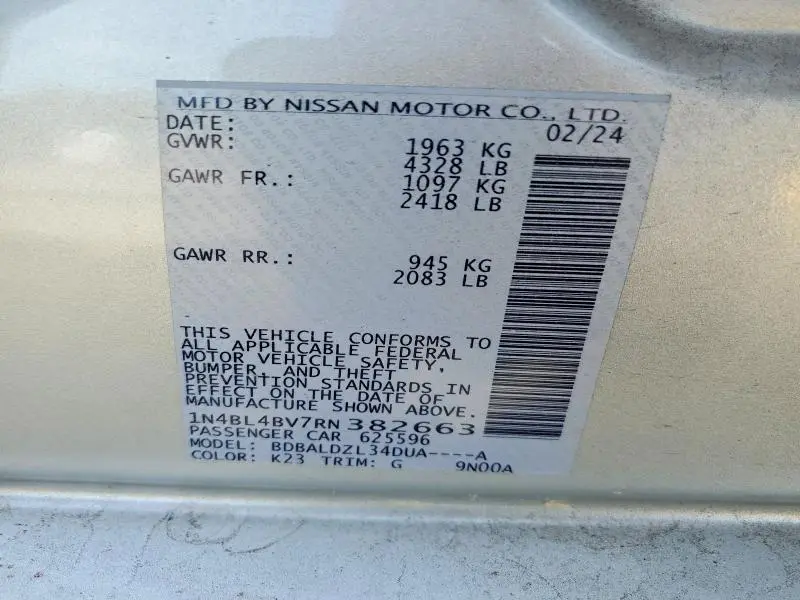 MFD BY NISSAN MOTOR CO., LTD.
DATE: 02/24
GVWR: 1963 KG
4328 LB
GAWR FR.: 1097 KG
2418 LB
GAWR RR.: 945 KG
2083 LB
THIS VEHICLE CONFORMS TO
ALL APPLICABLE FEDERAL
MOTOR VEHICLE SAFETY,
BUMPER, AND THEFT
PREVENTION STANDARDS IN
EFFECT ON THE DATE OF
MANUFACTURE SHOWN ABOVE.
1N4BL4BV7RN382663
PASSENGER CAR 625596
MODEL: BDBALDZL34DUA----A
COLOR: K23 TRIM: G 9N00A